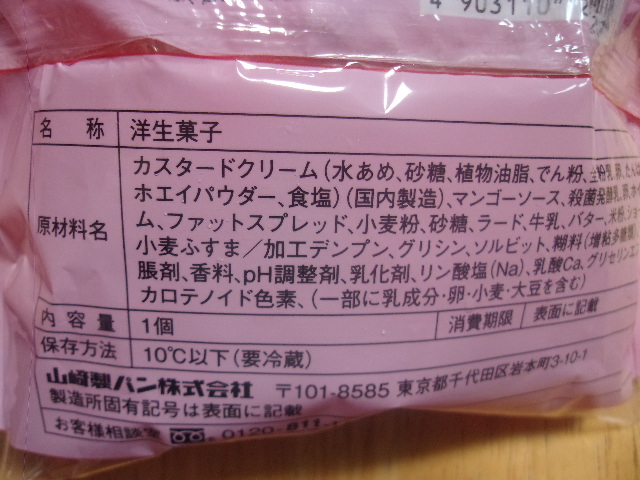 4 903110
名 称 洋生菓子
原材料名 カスタードクリーム(水あめ、砂糖、植物油脂、でん粉、
ホエイパウダー、食塩)(国内製造)、マンゴーソース、殺菌発酵乳、
ム、ファットスプレッド、小麦粉、砂糖、ラード、牛乳、バター、米粉、
小麦ふすま/加工デンプン、グリシン、ソルビット、糊料(増粘多糖類)、
脹剤、香料、pH調整剤、乳化剤、リン酸塩(Na)、乳酸Ca、グリセリン
カロテノイド色素、(一部に乳成分・卵・小麦・大豆を含む)
内容量 1個 消費期限 表面に記載
保存方法 10℃以下(要冷蔵)
山崎製パン株式会社 〒101-8585 東京都千代田区岩本町3-10-1
製造所固有記号は表面に記載
お客様相談室 0120-811-